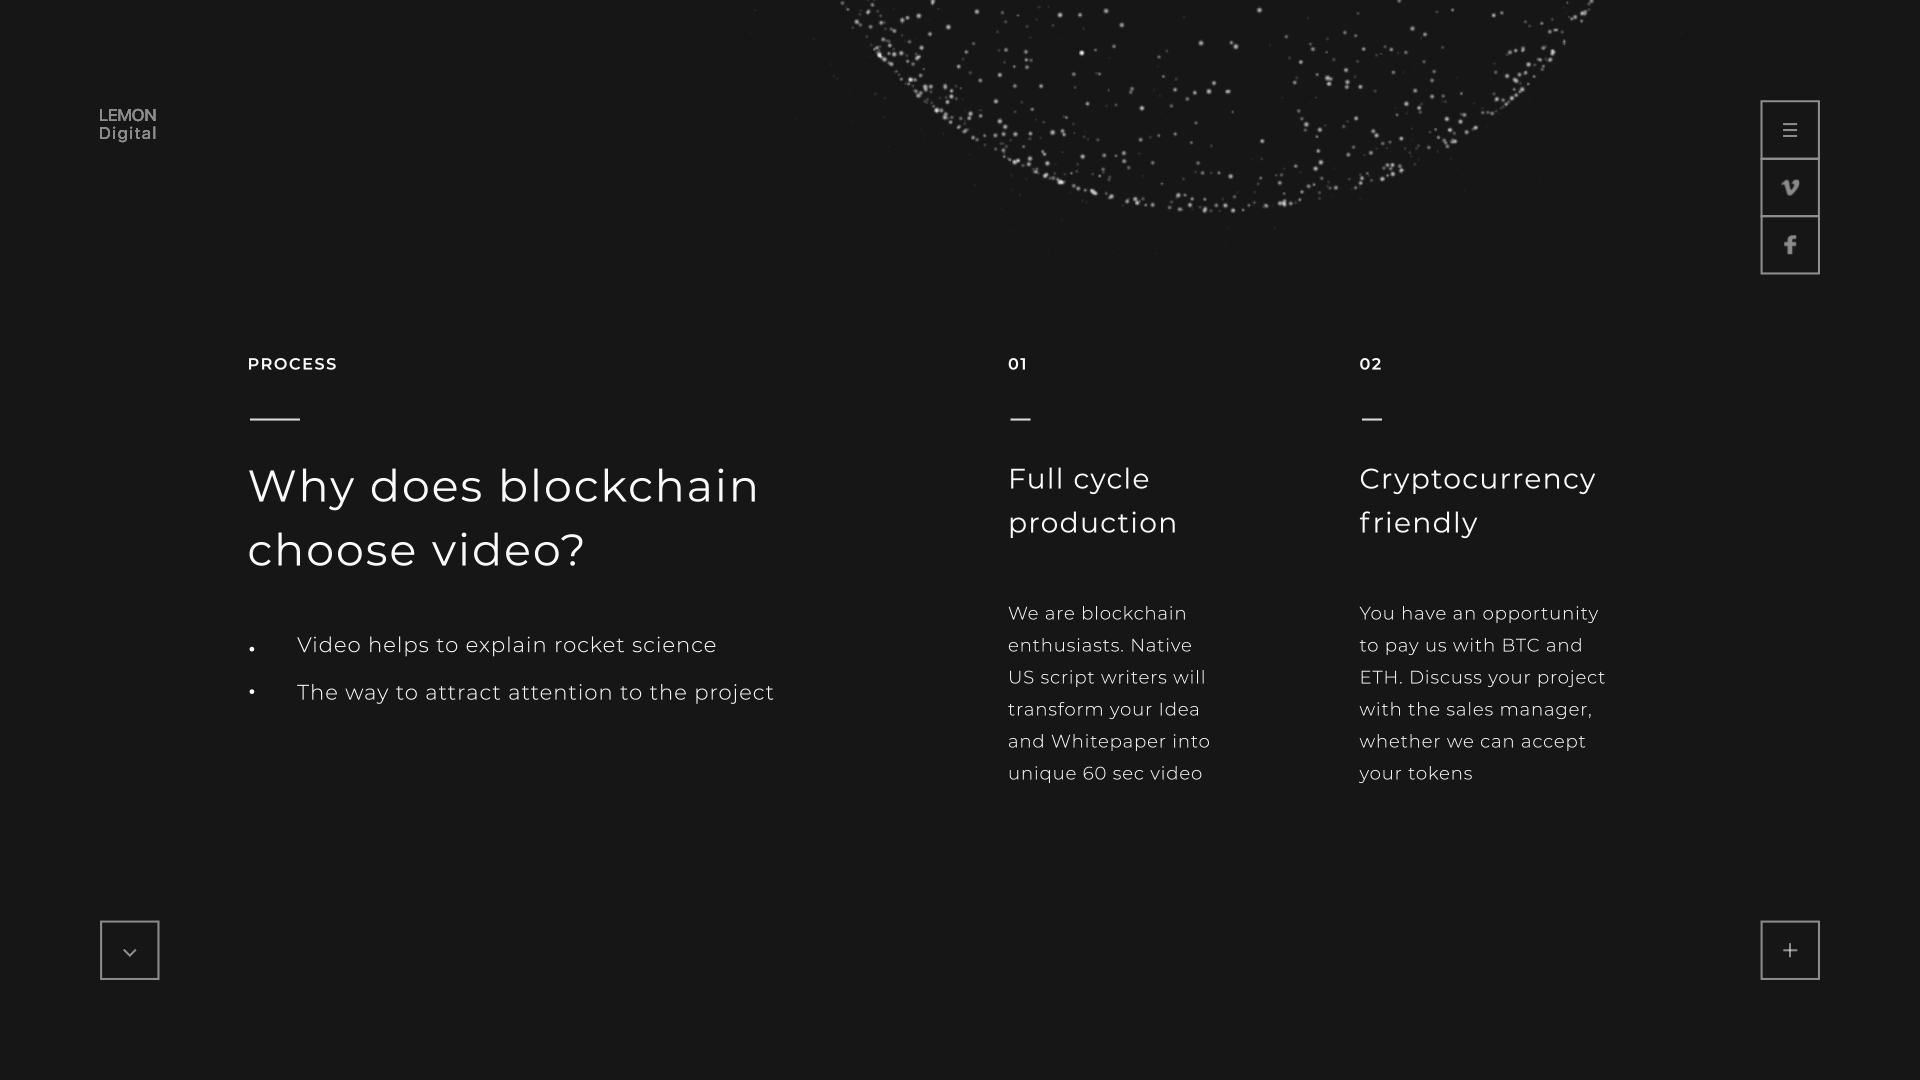 LEMON
Digital
PROCESS
Why does blockchain
choose video?
• Video helps to explain rocket science
• The way to attract attention to the project
01
Full cycle
production
We are blockchain
enthusiasts. Native
US script writers will
transform your Idea
and Whitepaper into
unique 60 sec video
02
Cryptocurrency
friendly
You have an opportunity
to pay us with BTC and
ETH. Discuss your project
with the sales manager,
whether we can accept
your tokens